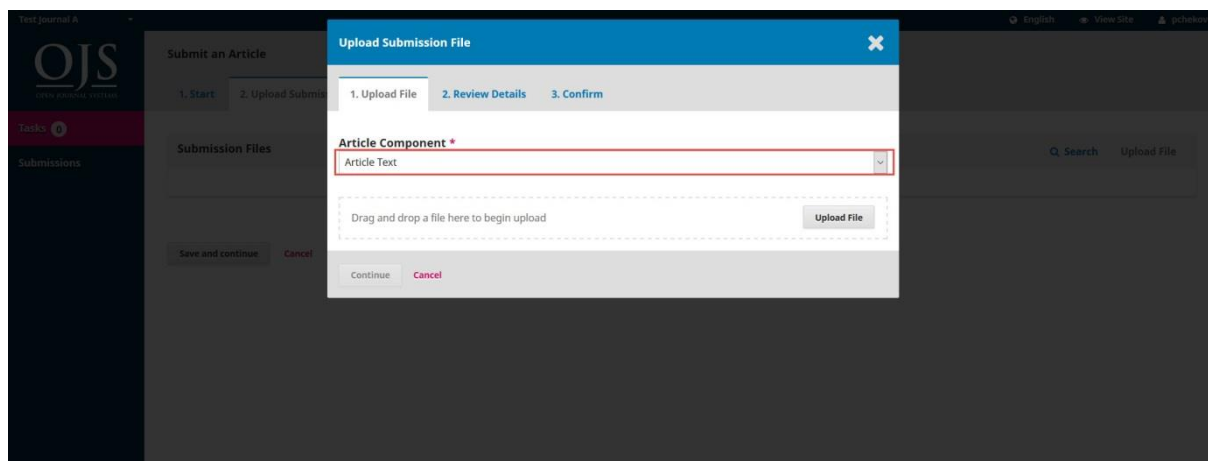 Test Journal A
English
View Site
pchekov
OJS
OPEN JOURNAL SYSTEMS
Tasks 0
Submissions
Submit an Article
1. Start
2. Upload Submis
Submission Files
Search
Upload File
Save and continue
Cancel
Upload Submission File
1. Upload File
2. Review Details
3. Confirm
Article Component *
Article Text
Drag and drop a file here to begin upload
Upload File
Continue
Cancel